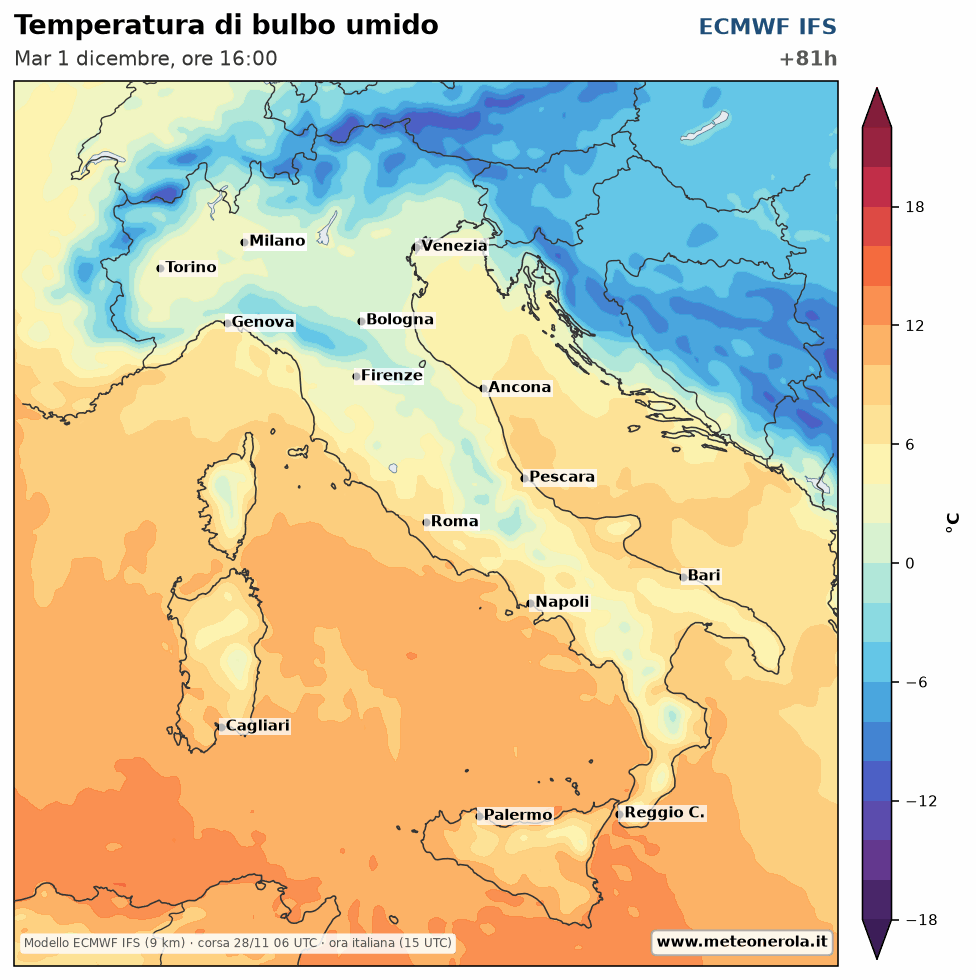 Temperatura di bulbo umido
ECMWF IFS
Mar 1 dicembre, ore 16:00
+81h
Milano
Venezia
Torino
Genova
Bologna
Firenze
Ancona
Pescara
Roma
Bari
Napoli
Cagliari
Palermo
Reggio C.
18
12
6
0
−6
−12
−18
°C
Modello ECMWF IFS (9 km) · corsa 28/11 06 UTC · ora italiana (15 UTC)
www.meteonerola.it